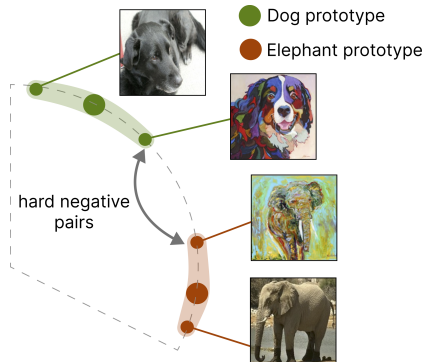 Dog prototype
Elephant prototype
hard negative
pairs